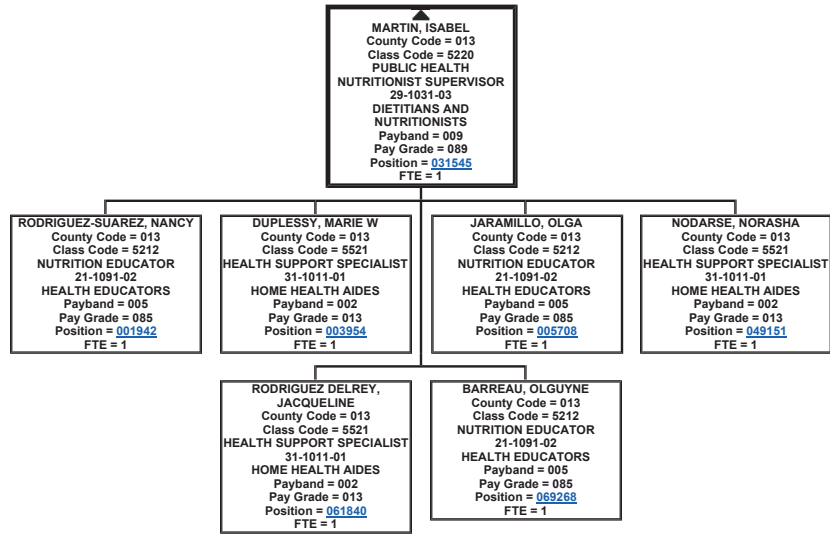 MARTIN, ISABEL
County Code = 013
Class Code = 5220
PUBLIC HEALTH
NUTRITIONIST SUPERVISOR
29-1031-03
DIETITIANS AND
NUTRITIONISTS
Payband = 009
Pay Grade = 089
Position = 031545
FTE = 1
RODRIGUEZ-SUAREZ, NANCY
County Code = 013
Class Code = 5212
NUTRITION EDUCATOR
21-1091-02
HEALTH EDUCATORS
Payband = 005
Pay Grade = 085
Position = 001942
FTE = 1
DUPLESSY, MARIE W
County Code = 013
Class Code = 5521
HEALTH SUPPORT SPECIALIST
31-1011-01
HOME HEALTH AIDES
Payband = 002
Pay Grade = 013
Position = 003954
FTE = 1
JARAMILLO, OLGA
County Code = 013
Class Code = 5212
NUTRITION EDUCATOR
21-1091-02
HEALTH EDUCATORS
Payband = 005
Pay Grade = 085
Position = 005708
FTE = 1
NODARSE, NORASHA
County Code = 013
Class Code = 5521
HEALTH SUPPORT SPECIALIST
31-1011-01
HOME HEALTH AIDES
Payband = 002
Pay Grade = 013
Position = 049151
FTE = 1
RODRIGUEZ DELREY,
JACQUELINE
County Code = 013
Class Code = 5521
HEALTH SUPPORT SPECIALIST
31-1011-01
HOME HEALTH AIDES
Payband = 002
Pay Grade = 013
Position = 061840
FTE = 1
BARREAU, OLGUYNE
County Code = 013
Class Code = 5212
NUTRITION EDUCATOR
21-1091-02
HEALTH EDUCATORS
Payband = 005
Pay Grade = 085
Position = 069268
FTE = 1